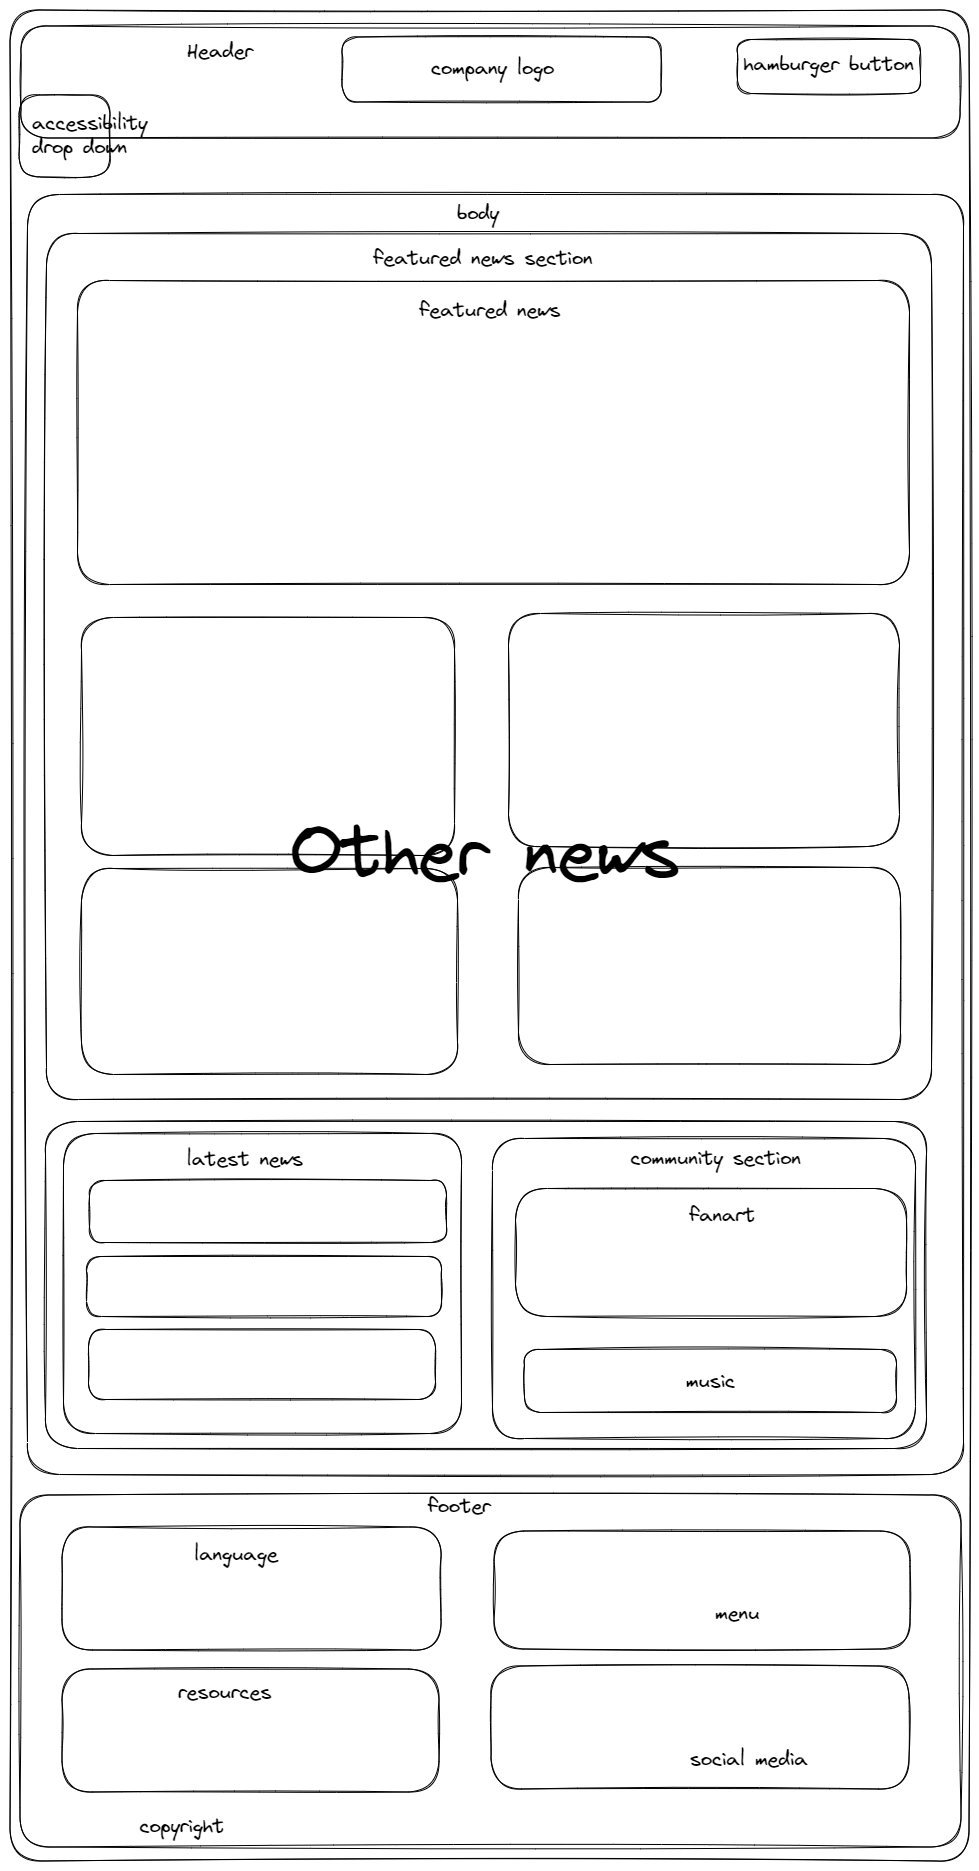 Header
company logo
hamburger button
accessibility
drop down
body
featured news section
featured news
Other news
latest news
community section
fanart
music
footer
language
menu
resources
social media
copyright